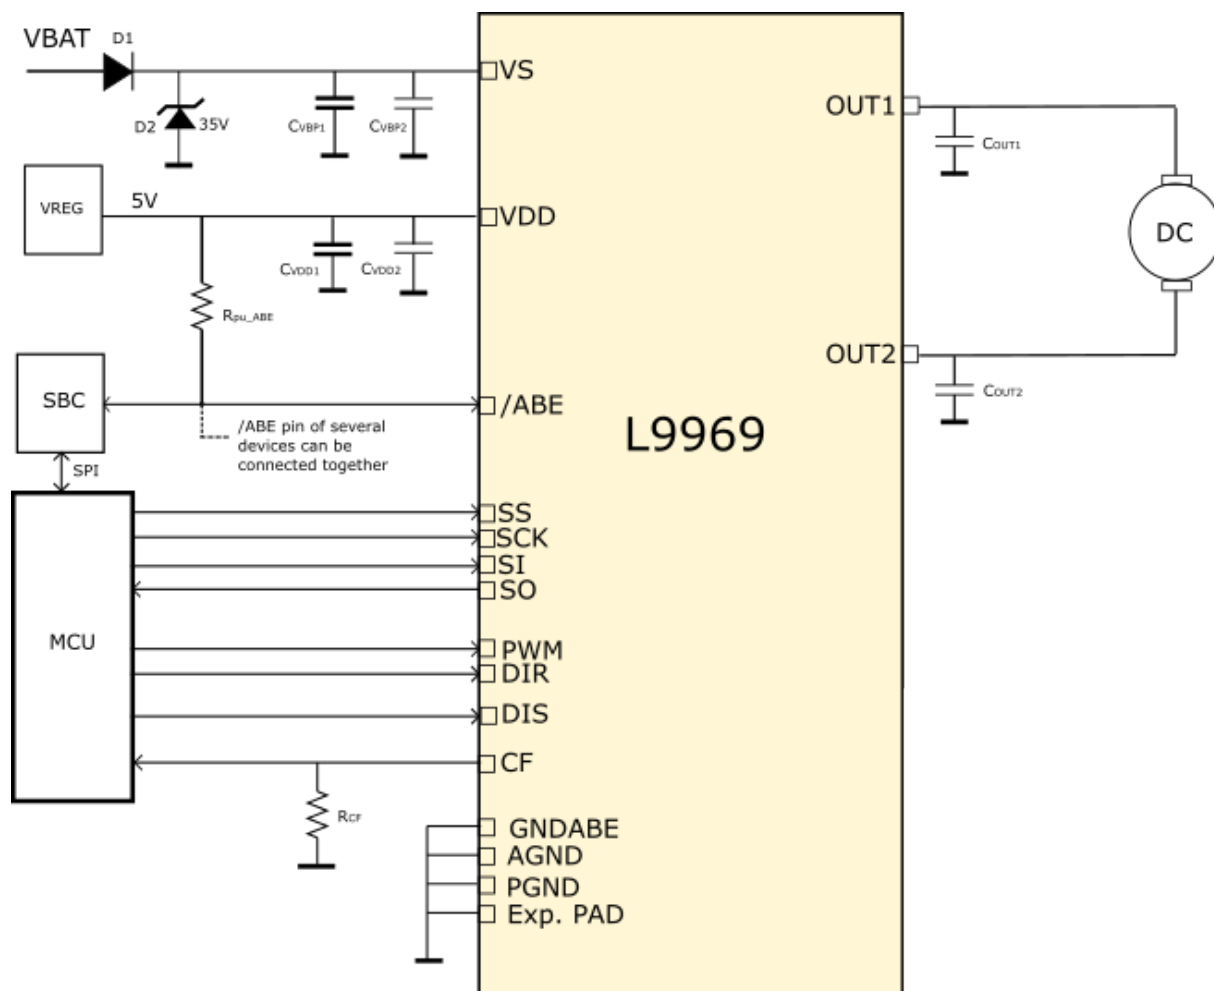 VBAT
D1
VS
D2
35V
CVBP1
CVBP2
OUT1
COUT1
VREG
5V
VDD
CVDD1
CVDD2
DC
Rpu_ABE
OUT2
COUT2
SBC
/ABE
/ABE pin of several
devices can be
connected together
L9969
SPI
SS
SCK
SI
SO
MCU
PWM
DIR
DIS
CF
RCF
GNDABE
AGND
PGND
Exp. PAD